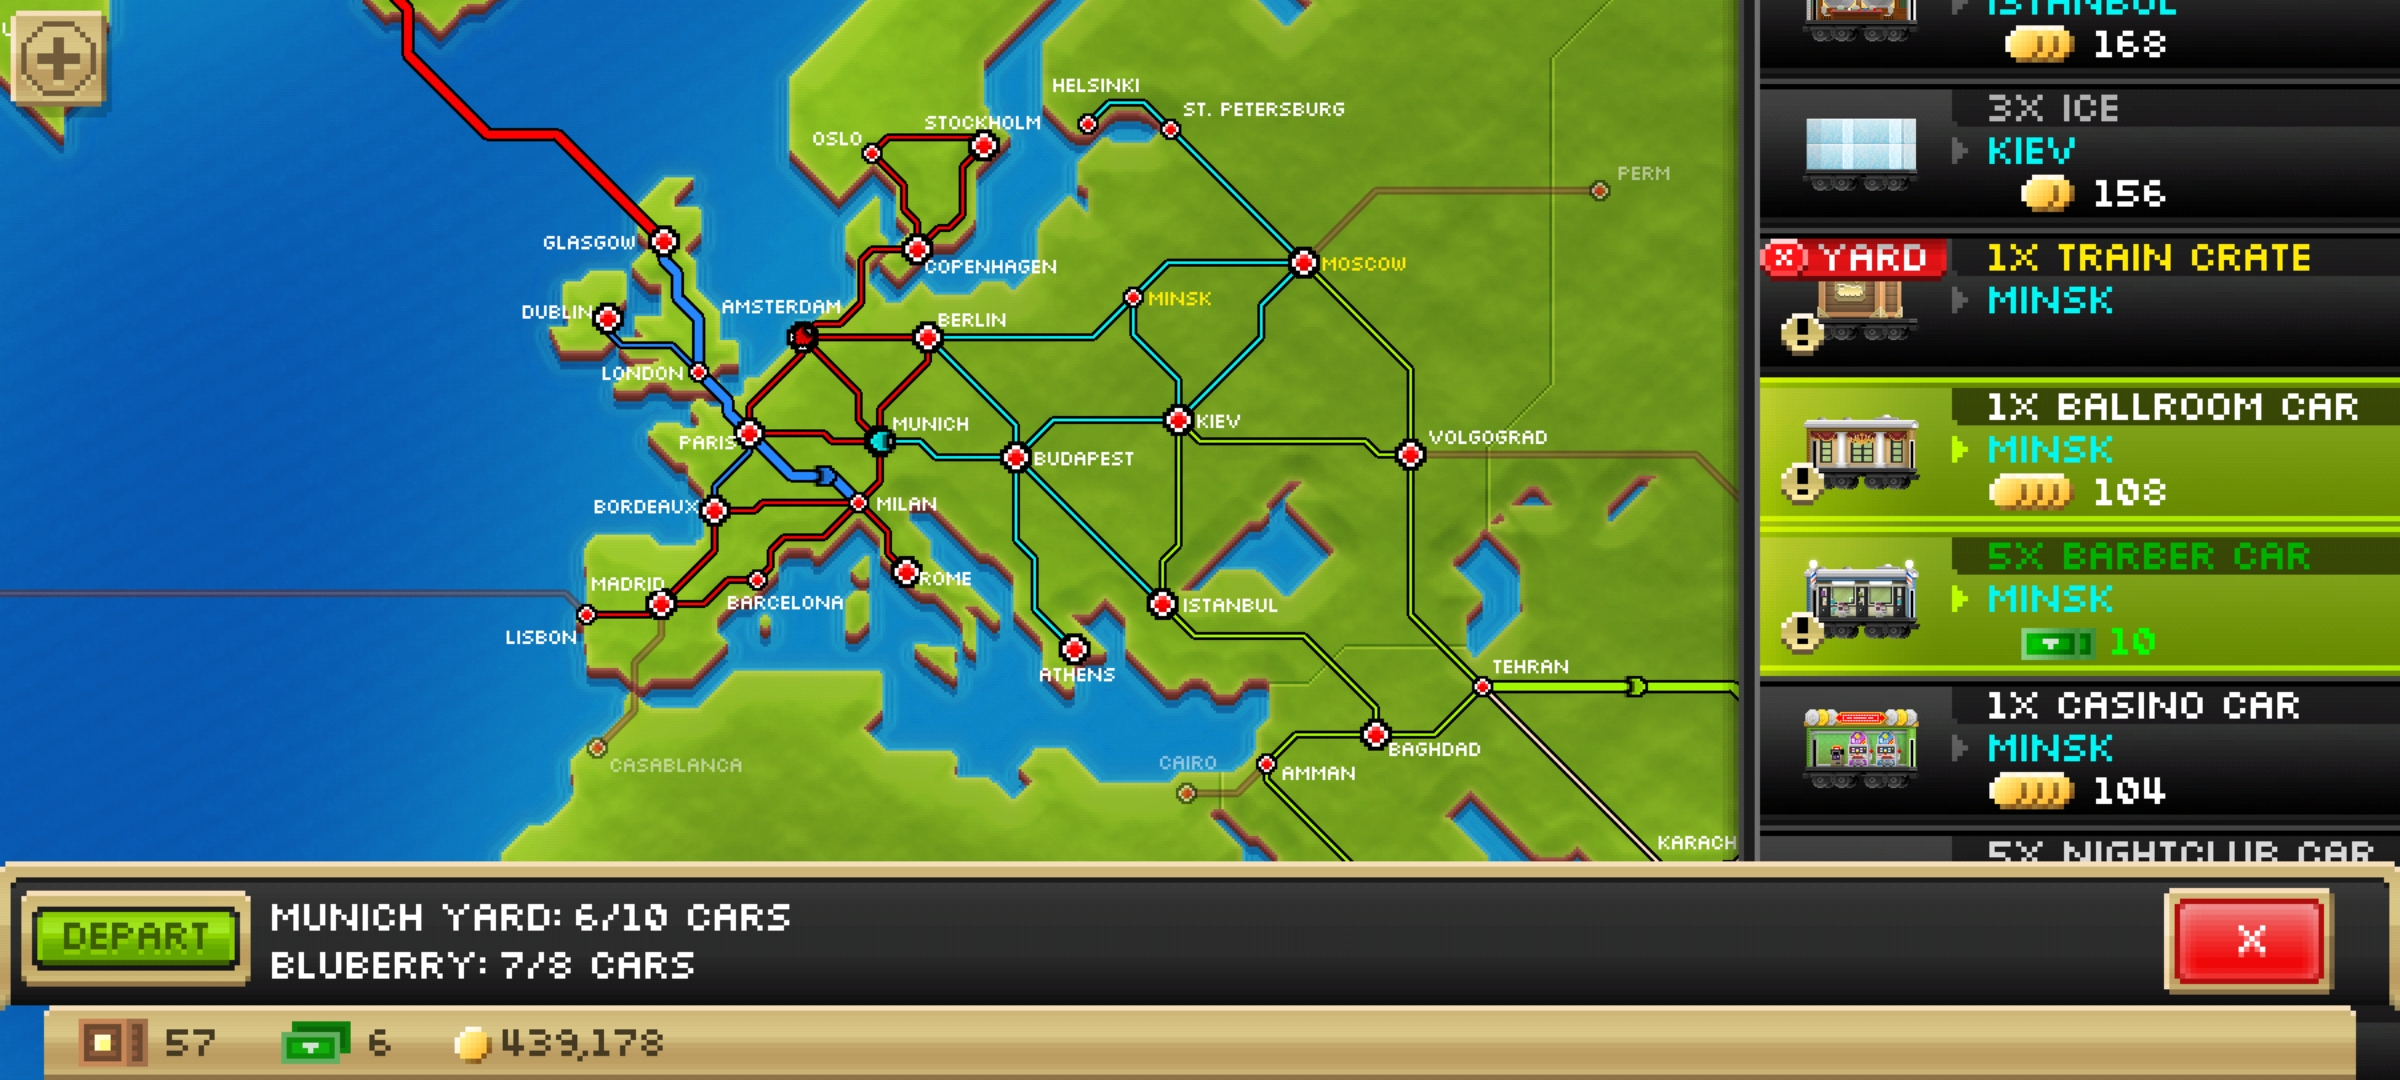 HELSINKI
ST. PETERSBURG
STOCKHOLM
OSLO
PERM
GLASGOW
COPENHAGEN
MOSCOW
MINSK
DUBLIN
AMSTERDAM
BERLIN
LONDON
MUNICH
KIEV
PARIS
BUDAPEST
VOLGOGRAD
BORDEAUX
MILAN
MADRID
ROME
BARCELONA
ISTANBUL
LISBON
ATHENS
TEHRAN
CASABLANCA
CAIRO
AMMAN
BAGHDAD
KARACH
ISTANBUL
168
3X ICE
KIEV
156
YARD
1X TRAIN CRATE
MINSK
1X BALLROOM CAR
MINSK
108
5X BARBER CAR
MINSK
10
1X CASINO CAR
MINSK
104
5X NIGHTCLUB CAR
DEPART
MUNICH YARD: 6/10 CARS
BLUBERRY: 7/8 CARS
X
57
6
439,178